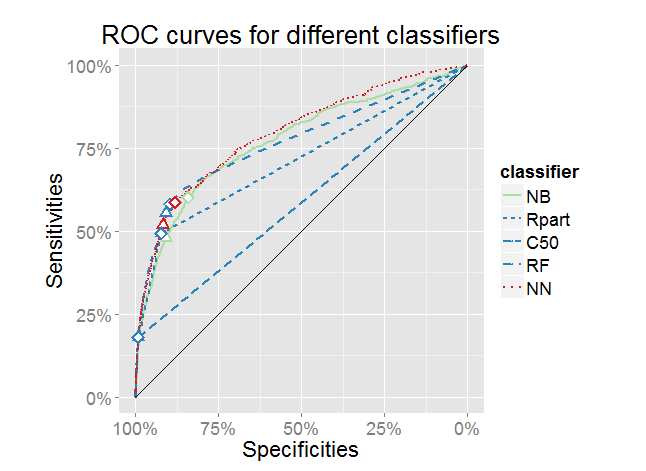 ROC curves for different classifiers
100%
75%
50%
25%
0%
Sensitivities
100%
75%
50%
25%
0%
Specificities
classifier
NB
Rpart
C50
RF
NN